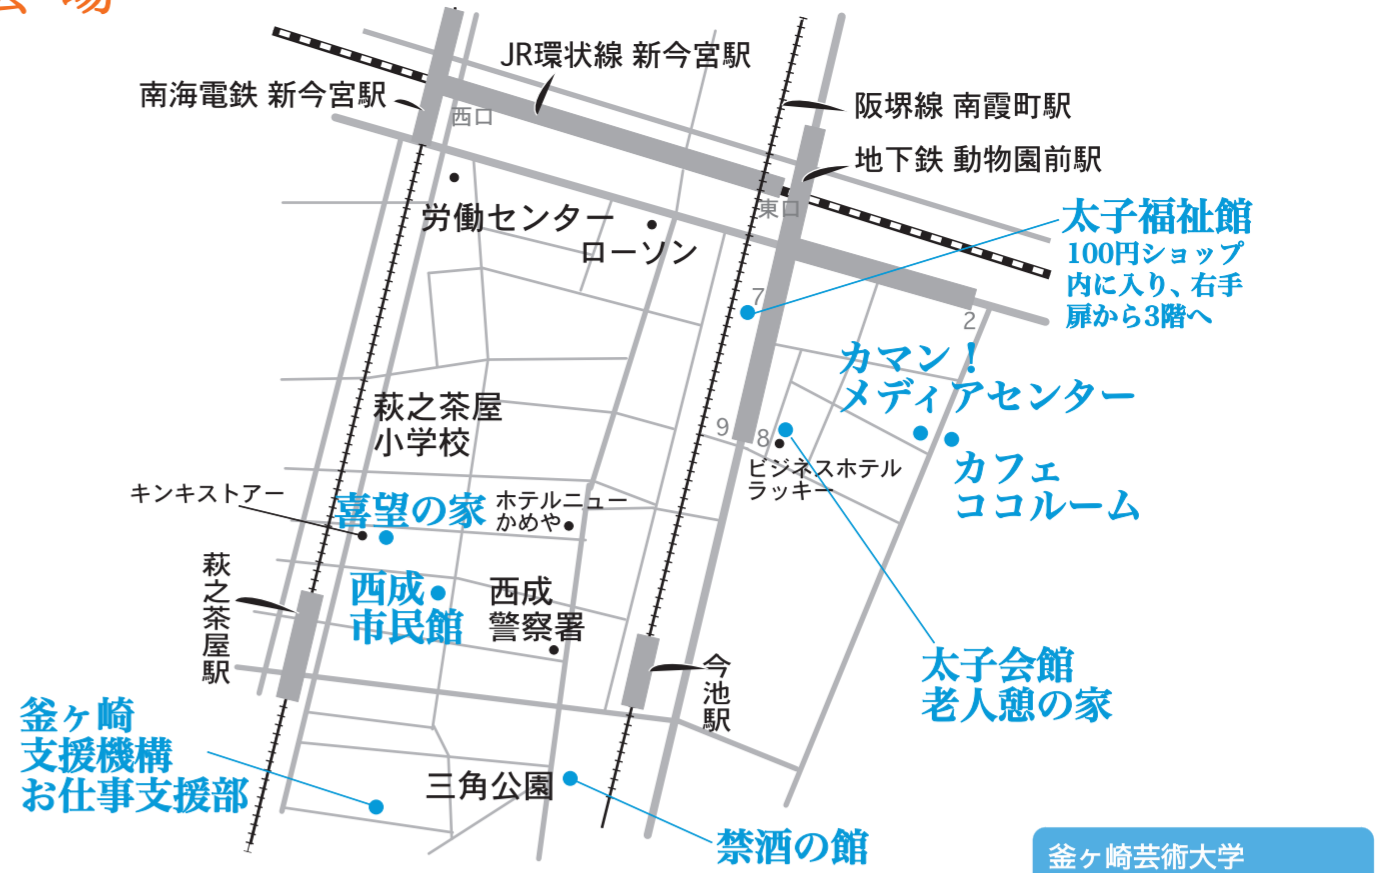 会場
JR環状線 新今宮駅
南海電鉄 新今宮駅
西口
阪堺線 南霞町駅
地下鉄 動物園前駅
東口
労働センター
ローソン
太子福祉館
100円ショップ
内に入り、右手
扉から3階へ
7
2
カマン！
メディアセンター
萩之茶屋
小学校
9
8
ビジネスホテル
ラッキー
カフェ
ココルーム
キンキストアー
喜望の家
ホテルニュー
かめや
萩之茶屋駅
西成
市民館
西成
警察署
今池駅
太子会館
老人憩の家
釜ヶ崎
支援機構
お仕事支援部
三角公園
禁酒の館
釜ヶ崎芸術大学